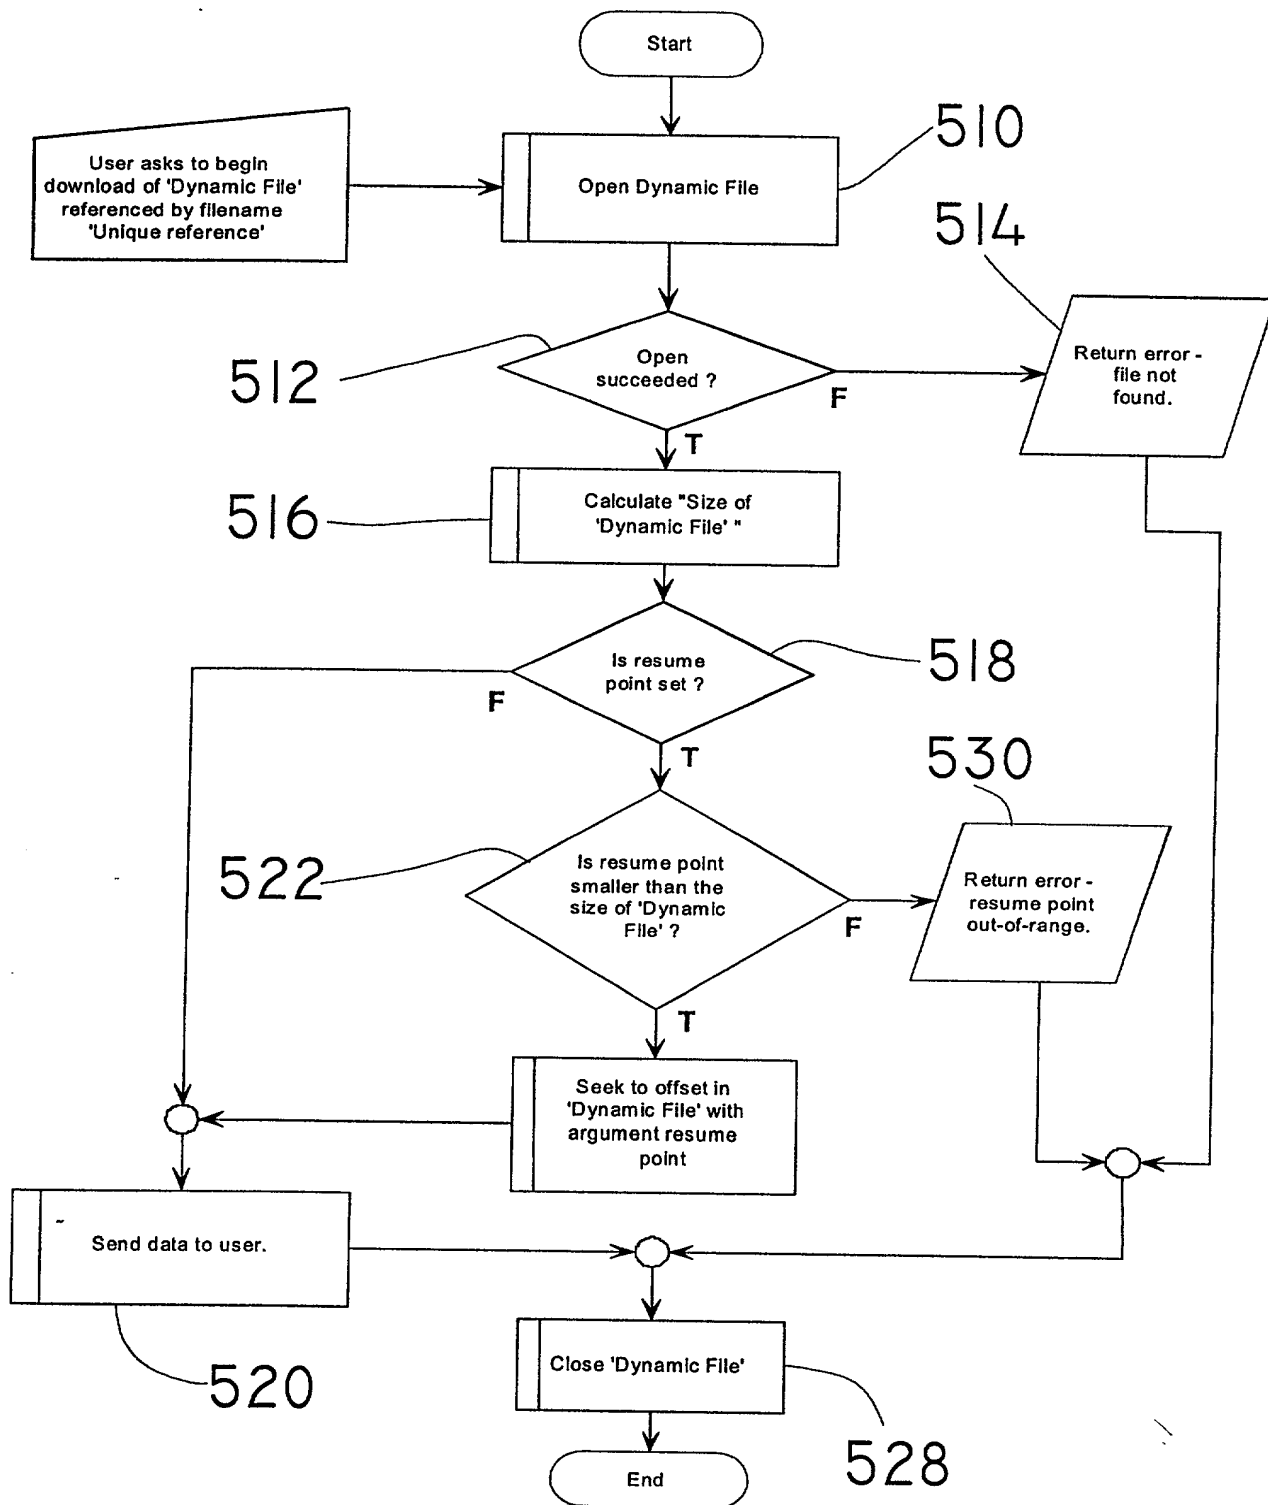 Start
510
User asks to begin
download of 'Dynamic File'
referenced by filename
'Unique reference'
Open Dynamic File
514
512
Open
succeeded ?
F
Return error -
file not
found.
T
516
Calculate "Size of
'Dynamic File' "
518
Is resume
point set ?
F
T
530
522
Is resume point
smaller than the
size of 'Dynamic
File' ?
F
Return error -
resume point
out-of-range.
T
Seek to offset in
'Dynamic File' with
argument resume
point
Send data to user.
520
Close 'Dynamic File'
528
End